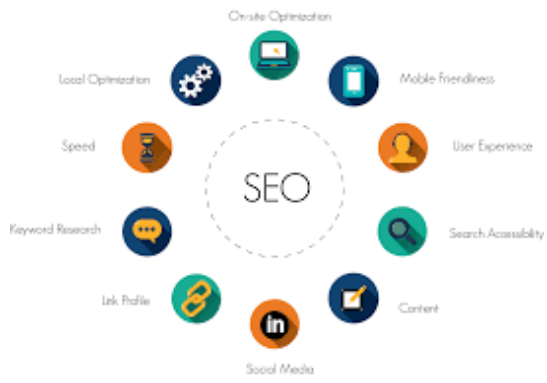 On-site Optimization
Local Optimization
Mobile Friendliness
Speed
User Experience
SEO
Keyword Research
Search Accessibility
Link Profile
Content
in
Social Media